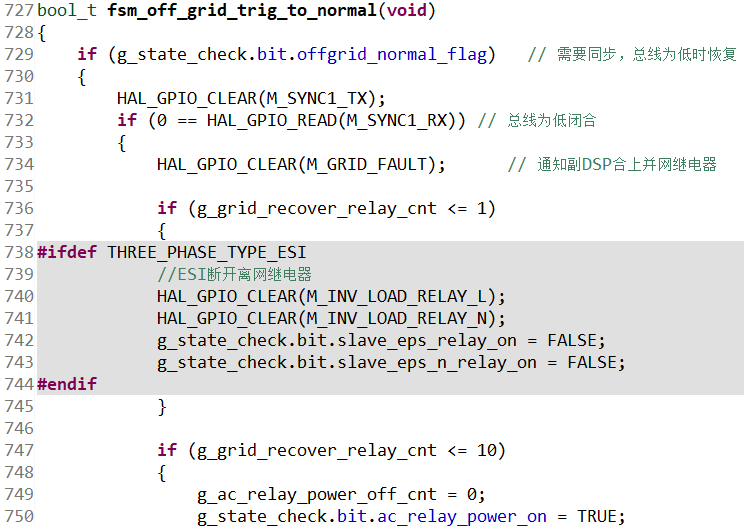 727 bool_t fsm_off_grid_trig_to_normal(void)
728 {
729     if (g_state_check.bit.offgrid_normal_flag)   // 需要同步，总线为低时恢复
730     {
731         HAL_GPIO_CLEAR(M_SYNC1_TX);
732         if (0 == HAL_GPIO_READ(M_SYNC1_RX)) // 总线为低闭合
733         {
734             HAL_GPIO_CLEAR(M_GRID_FAULT);      // 通知副DSP合上并网继电器
735
736             if (g_grid_recover_relay_cnt <= 1)
737             {
738 #ifdef THREE_PHASE_TYPE_ESI
739             //ESI断开离网继电器
740             HAL_GPIO_CLEAR(M_INV_LOAD_RELAY_L);
741             HAL_GPIO_CLEAR(M_INV_LOAD_RELAY_N);
742             g_state_check.bit.slave_eps_relay_on = FALSE;
743             g_state_check.bit.slave_eps_n_relay_on = FALSE;
744 #endif
745             }
746
747             if (g_grid_recover_relay_cnt <= 10)
748             {
749                 g_ac_relay_power_off_cnt = 0;
750                 g_state_check.bit.ac_relay_power_on = TRUE;